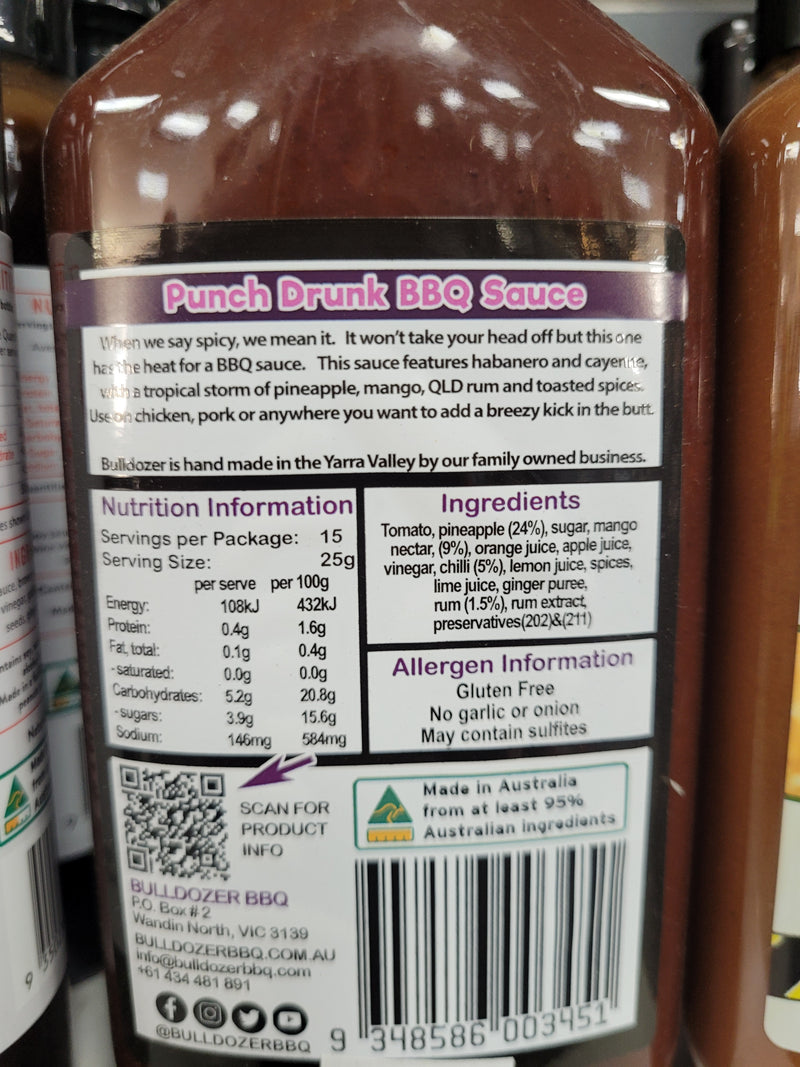 Punch Drunk BBQ Sauce
When we say spicy, we mean it. It won't take your head off but this one
has the heat for a BBQ sauce. This sauce features habanero and cayenne,
with a tropical storm of pineapple, mango, QLD rum and toasted spices.
Use on chicken, pork or anywhere you want to add a breezy kick in the butt.
Bulldozer is hand made in the Yarra Valley by our family owned business.
Nutrition Information
Servings per Package: 15
Serving Size: 25g
per serve per 100g
Energy: 108kJ 432kJ
Protein: 0.4g 1.6g
Fat, total: 0.1g 0.4g
- saturated: 0.0g 0.0g
Carbohydrates: 5.2g 20.8g
- sugars: 3.9g 15.6g
Sodium: 146mg 584mg
Ingredients
Tomato, pineapple (24%), sugar, mango
nectar, (9%), orange juice, apple juice,
vinegar, chilli (5%), lemon juice, spices,
lime juice, ginger puree,
rum (1.5%), rum extract,
preservatives(202)&(211)
Allergen Information
Gluten Free
No garlic or onion
May contain sulfites
SCAN FOR
PRODUCT
INFO
Made in Australia
from at least 95%
Australian ingredients
BULLDOZER BBQ
P.O. Box # 2
Wandin North, VIC 3139
BULLDOZERBBQ.COM.AU
info@bulldozerbbq.com
+61 434 481 891
@BULLDOZERBBQ
9 348586 003451